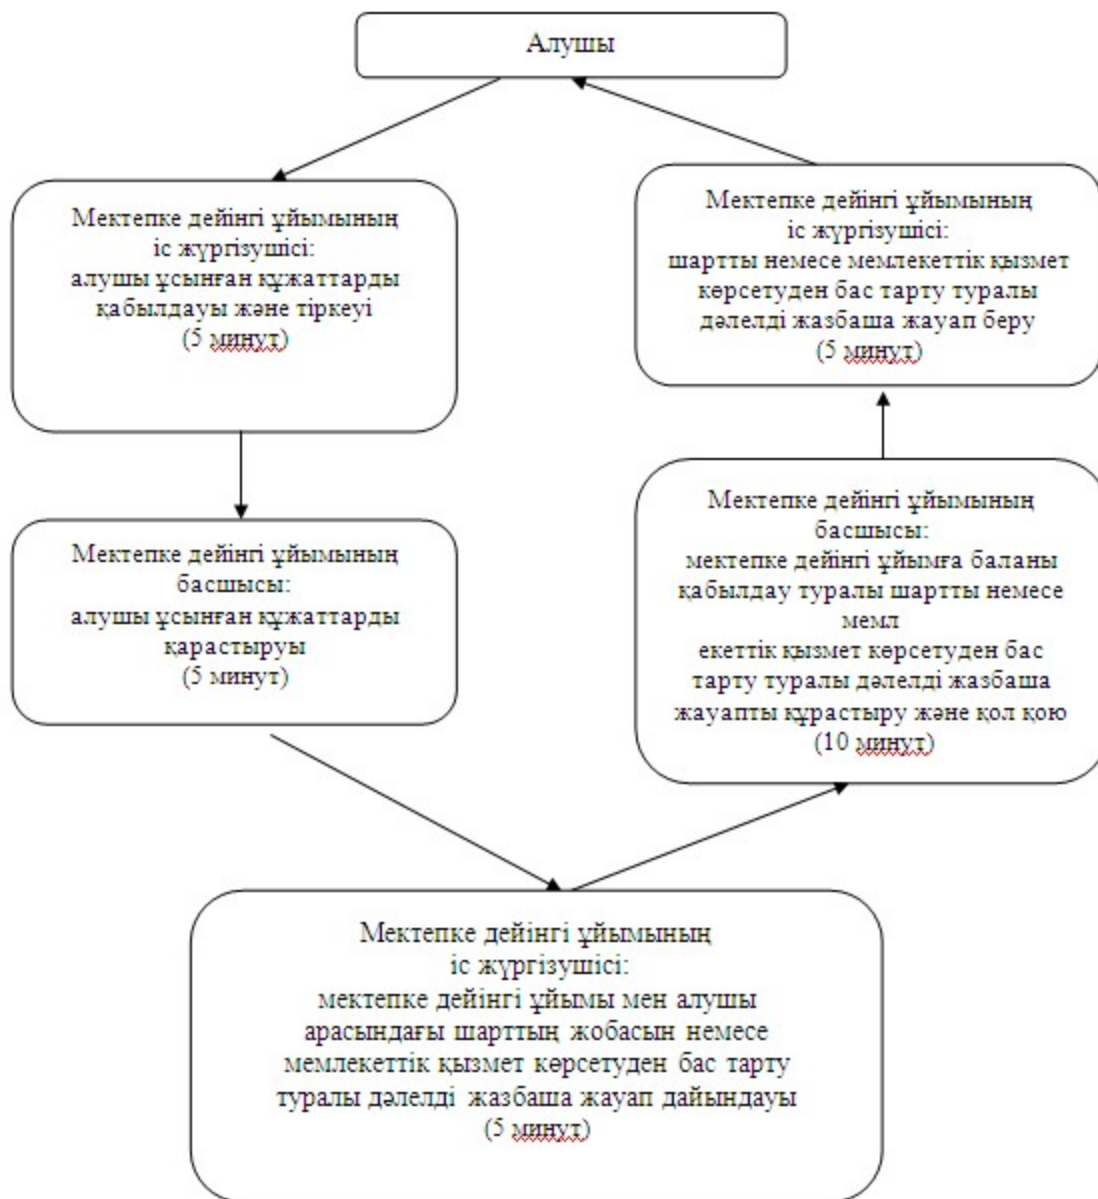 Алушы
Мектепке дейінгі ұйымының
іс жүргізушісі:
алушы ұсынған құжаттарды
қабылдауы және тіркеуі
(5 минут)
Мектепке дейінгі ұйымының
басшысы:
алушы ұсынған құжаттарды
қарастыруы
(5 минут)
Мектепке дейінгі ұйымының
іс жүргізушісі:
мектепке дейінгі ұйымы мен алушы
арасындағы шарттың жобасын немесе
мемлекеттік қызмет көрсетуден бас тарту
туралы дәлелді жазбаша жауап дайындауы
(5 минут)
Мектепке дейінгі ұйымының
басшысы:
мектепке дейінгі ұйымға баланы
қабылдау туралы шартты немесе
мемл
екеттік қызмет көрсетуден бас
тарту туралы дәлелді жазбаша
жауапты құрастыру және қол қою
(10 минут)
Мектепке дейінгі ұйымының
іс жүргізушісі:
шартты немесе мемлекеттік қызмет
көрсетуден бас тарту туралы
дәлелді жазбаша жауап беру
(5 минут)